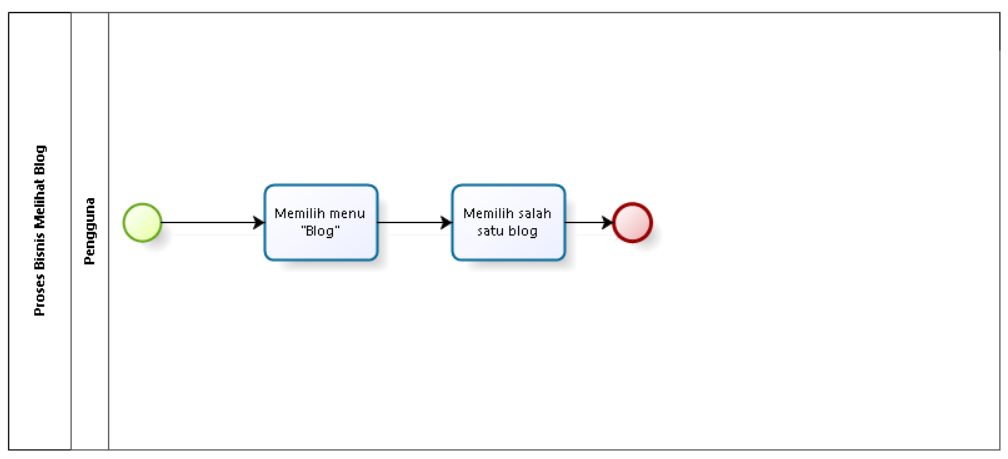 Proses Bisnis Melihat Blog
Pengguna
Memilih menu
"Blog"
Memilih salah
satu blog